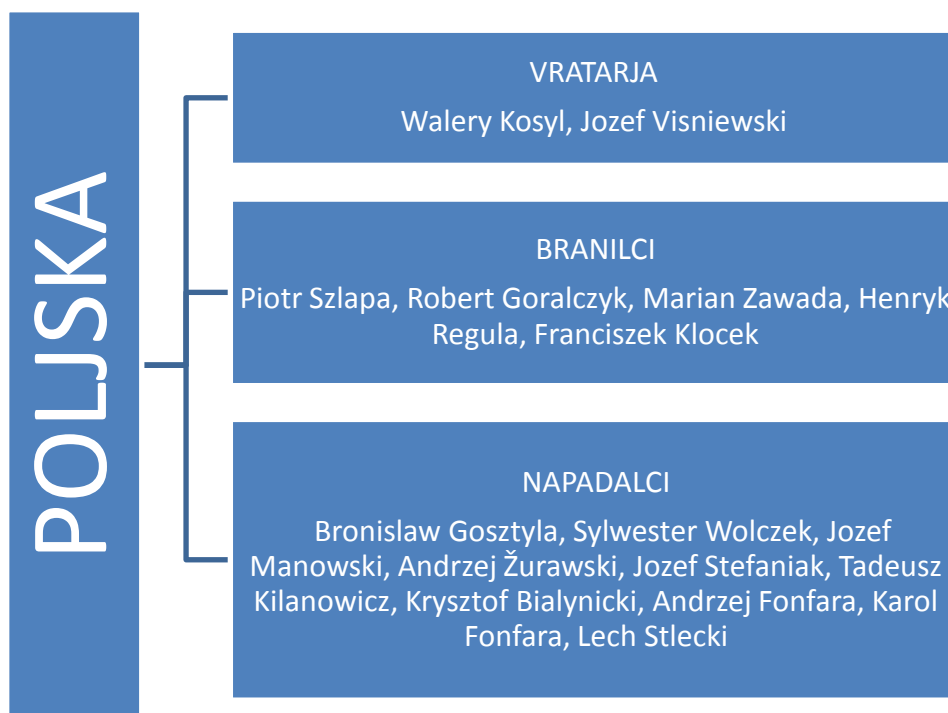 POLJSKA
VRATARJA
Walery Kosyl, Jozef Visniewski
BRANILCI
Piotr Szlapa, Robert Goralczyk, Marian Zawada, Henryk
Regula, Franciszek Klocek
NAPADALCI
Bronislaw Gosztyla, Sylwester Wolczek, Jozef
Manowski, Andrzej Žurawski, Jozef Stefaniak, Tadeusz
Kilanowicz, Krysztof Bialynicki, Andrzej Fonfara, Karol
Fonfara, Lech Stlecki